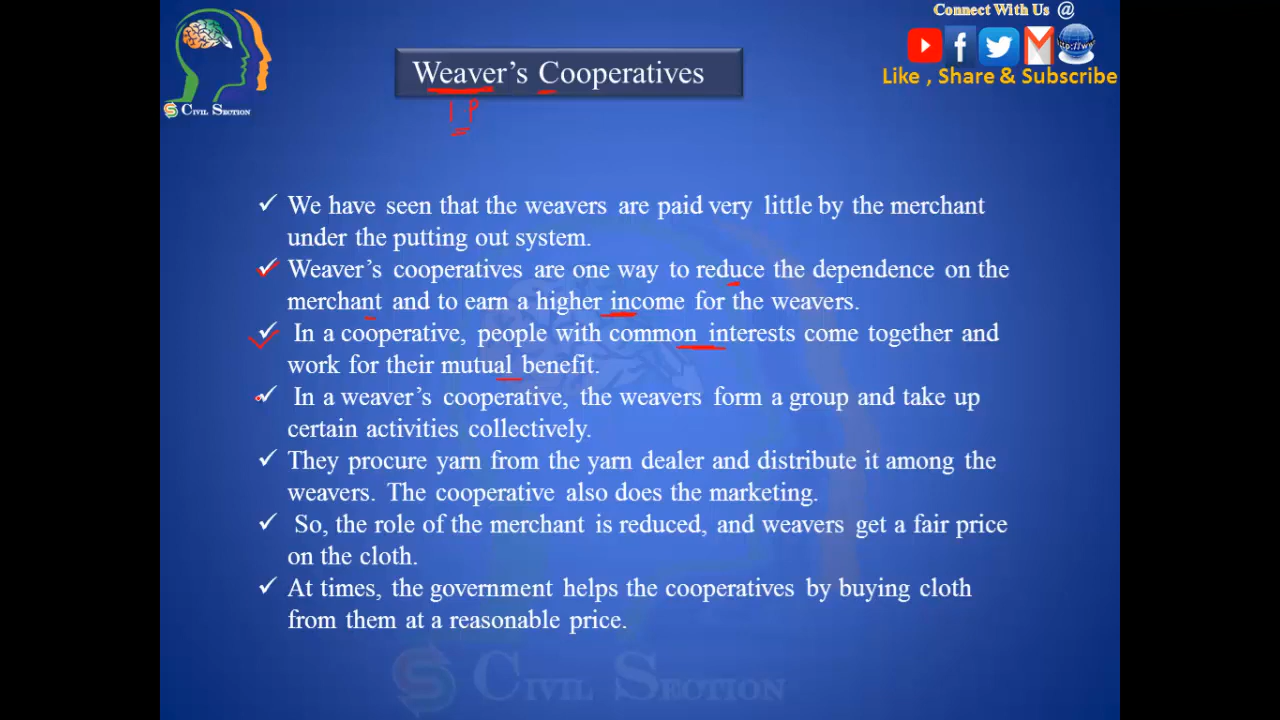 Connect With Us @
http://ww
Like , Share & Subscribe
CIVIL SECTION
Weaver's Cooperatives
1 P
✓ We have seen that the weavers are paid very little by the merchant
under the putting out system.
✓ Weaver's cooperatives are one way to reduce the dependence on the
merchant and to earn a higher income for the weavers.
✓ In a cooperative, people with common interests come together and
work for their mutual benefit.
✓ In a weaver's cooperative, the weavers form a group and take up
certain activities collectively.
✓ They procure yarn from the yarn dealer and distribute it among the
weavers. The cooperative also does the marketing.
✓ So, the role of the merchant is reduced, and weavers get a fair price
on the cloth.
✓ At times, the government helps the cooperatives by buying cloth
from them at a reasonable price.
CIVIL SECTION